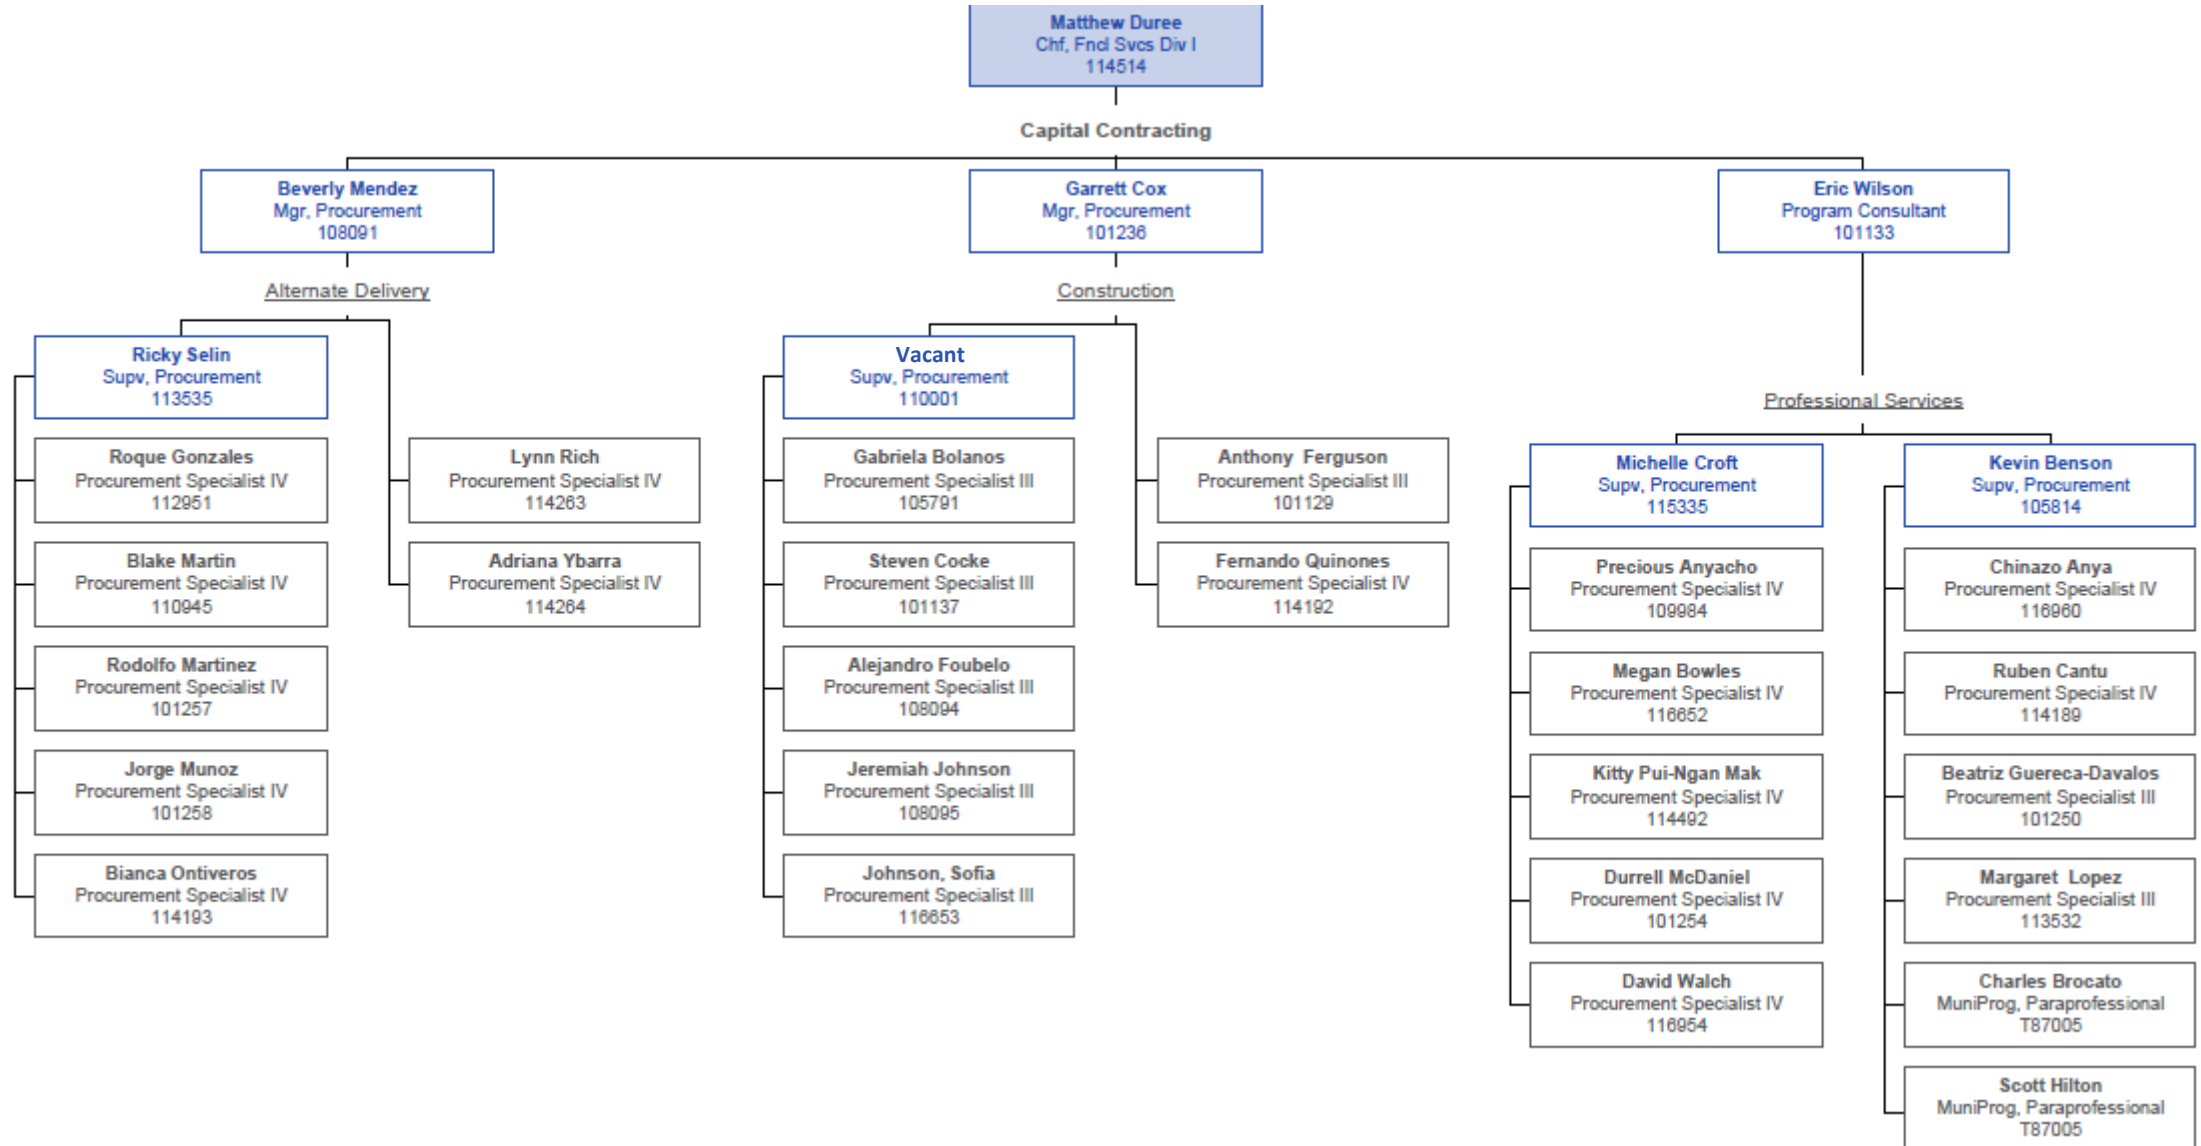 Matthew Duree
Chf, Fncl Svcs Div I
114514
Capital Contracting
Beverly Mendez
Mgr, Procurement
108091
Garrett Cox
Mgr, Procurement
101236
Eric Wilson
Program Consultant
101133
Alternate Delivery
Ricky Selin
Supv, Procurement
113535
Roque Gonzales
Procurement Specialist IV
112951
Blake Martin
Procurement Specialist IV
110945
Rodolfo Martinez
Procurement Specialist IV
101257
Jorge Munoz
Procurement Specialist IV
101258
Bianca Ontiveros
Procurement Specialist IV
114193
Lynn Rich
Procurement Specialist IV
114263
Adriana Ybarra
Procurement Specialist IV
114264
Construction
Vacant
Supv, Procurement
110001
Gabriela Bolanos
Procurement Specialist III
105791
Steven Cocke
Procurement Specialist III
101137
Alejandro Foubelo
Procurement Specialist III
108094
Jeremiah Johnson
Procurement Specialist III
108095
Johnson, Sofia
Procurement Specialist III
116653
Anthony  Ferguson
Procurement Specialist III
101129
Fernando Quinones
Procurement Specialist IV
114192
Professional Services
Michelle Croft
Supv, Procurement
115335
Precious Anyacho
Procurement Specialist IV
109984
Megan Bowles
Procurement Specialist IV
116652
Kitty Pui-Ngan Mak
Procurement Specialist IV
114492
Durrell McDaniel
Procurement Specialist IV
101254
David Walch
Procurement Specialist IV
116954
Kevin Benson
Supv, Procurement
105814
Chinazo Anya
Procurement Specialist IV
116960
Ruben Cantu
Procurement Specialist IV
114189
Beatriz Guereca-Davalos
Procurement Specialist III
101250
Margaret  Lopez
Procurement Specialist III
113532
Charles Brocato
MuniProg, Paraprofessional
T87005
Scott Hilton
MuniProg, Paraprofessional
T87005